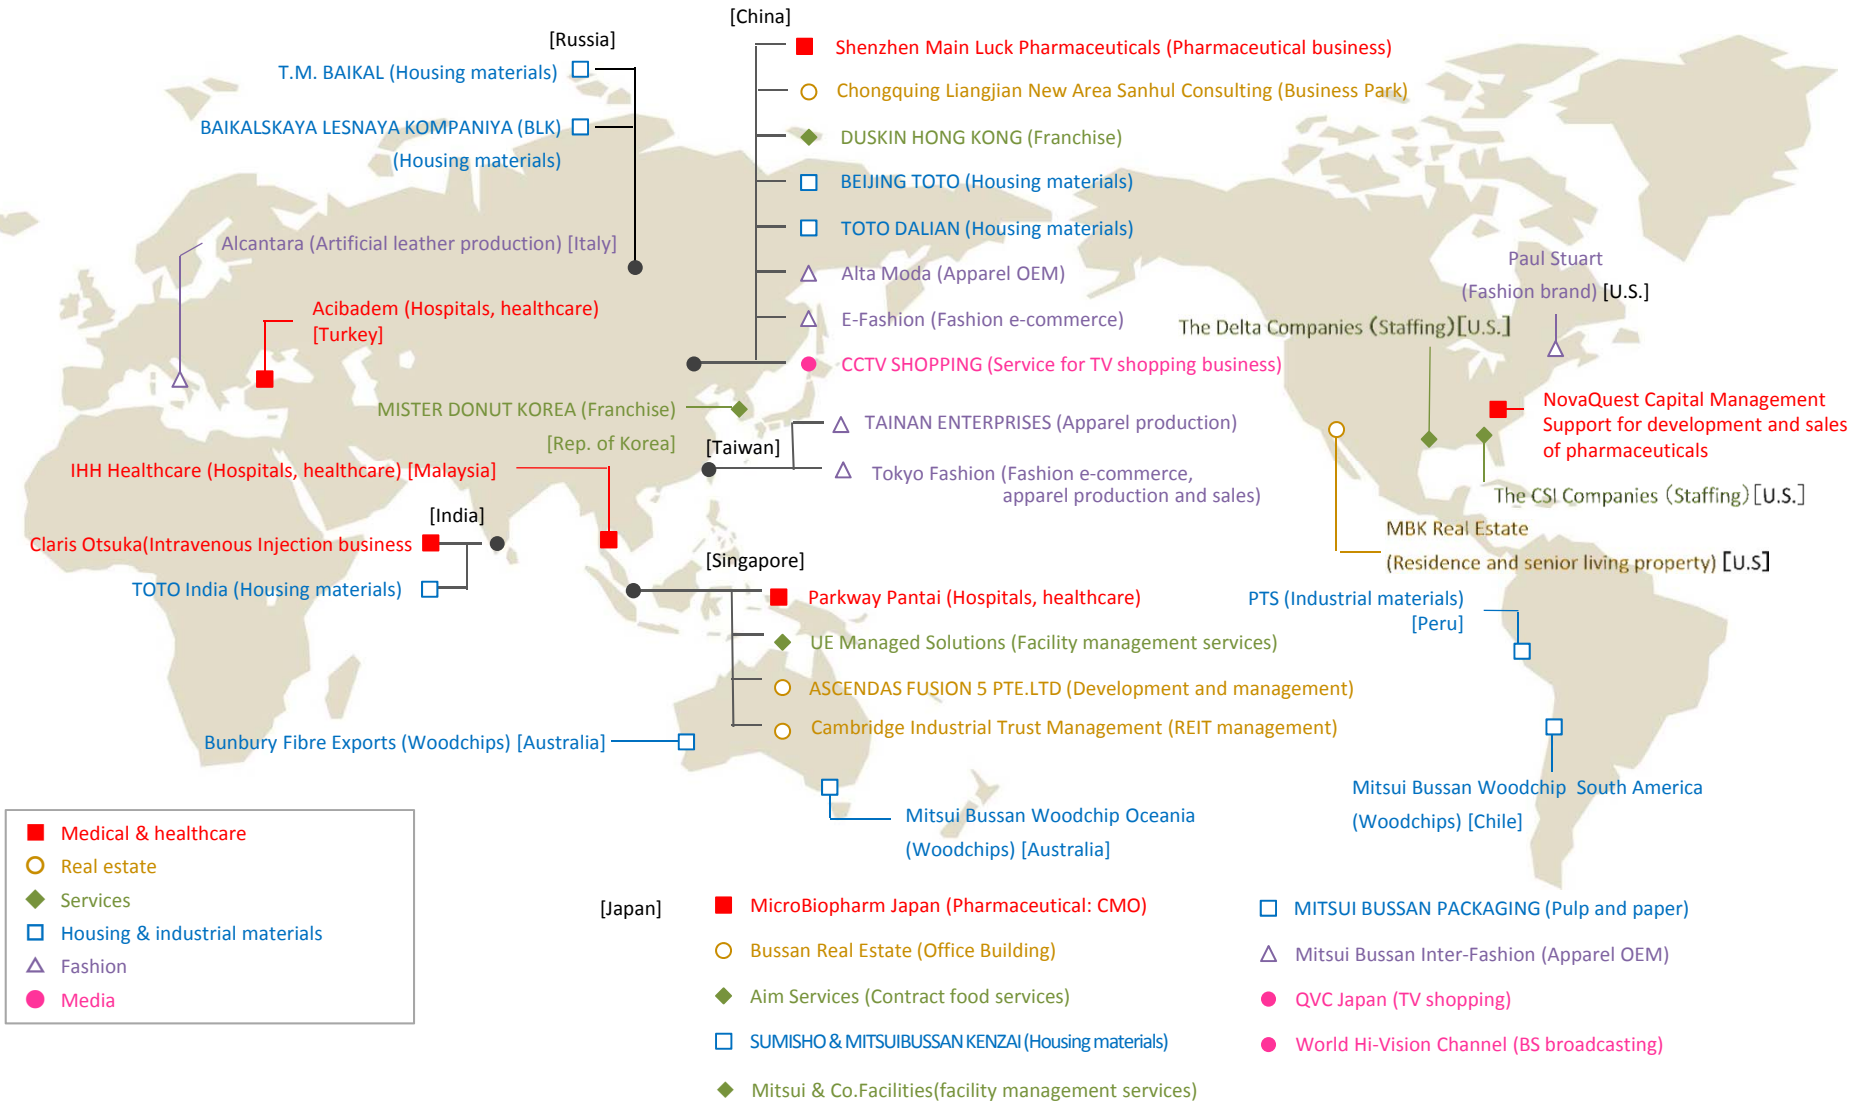 [China]
[Russia]
Shenzhen Main Luck Pharmaceuticals (Pharmaceutical business)
T.M. BAIKAL (Housing materials)
Chongquing Liangjian New Area Sanhul Consulting (Business Park)
BAIKALSKAYA LESNAYA KOMPANIYA (BLK)
(Housing materials)
DUSKIN HONG KONG (Franchise)
BEIJING TOTO (Housing materials)
TOTO DALIAN (Housing materials)
Alcantara (Artificial leather production) [Italy]
Alta Moda (Apparel OEM)
Paul Stuart
(Fashion brand) [U.S.]
Acibadem (Hospitals, healthcare)
[Turkey]
E-Fashion (Fashion e-commerce)
The Delta Companies (Staffing)[U.S.]
CCTV SHOPPING (Service for TV shopping business)
MISTER DONUT KOREA (Franchise)
[Rep. of Korea]
NovaQuest Capital Management
Support for development and sales
of pharmaceuticals
[Taiwan]
TAINAN ENTERPRISES (Apparel production)
Tokyo Fashion (Fashion e-commerce,
apparel production and sales)
IHH Healthcare (Hospitals, healthcare) [Malaysia]
The CSI Companies (Staffing) [U.S.]
MBK Real Estate
(Residence and senior living property) [U.S]
[India]
Claris Otsuka(Intravenous Injection business
TOTO India (Housing materials)
[Singapore]
Parkway Pantai (Hospitals, healthcare)
UE Managed Solutions (Facility management services)
ASCENDAS FUSION 5 PTE.LTD (Development and management)
Cambridge Industrial Trust Management (REIT management)
PTS (Industrial materials)
[Peru]
Bunbury Fibre Exports (Woodchips) [Australia]
Mitsui Bussan Woodchip Oceania
(Woodchips) [Australia]
Mitsui Bussan Woodchip South America
(Woodchips) [Chile]
Medical & healthcare
Real estate
Services
Housing & industrial materials
Fashion
Media
[Japan]
MicroBiopharm Japan (Pharmaceutical: CMO)
Bussan Real Estate (Office Building)
Aim Services (Contract food services)
SUMISHO & MITSUIBUSSAN KENZAI (Housing materials)
Mitsui & Co.Facilities(facility management services)
MITSUI BUSSAN PACKAGING (Pulp and paper)
Mitsui Bussan Inter-Fashion (Apparel OEM)
QVC Japan (TV shopping)
World Hi-Vision Channel (BS broadcasting)